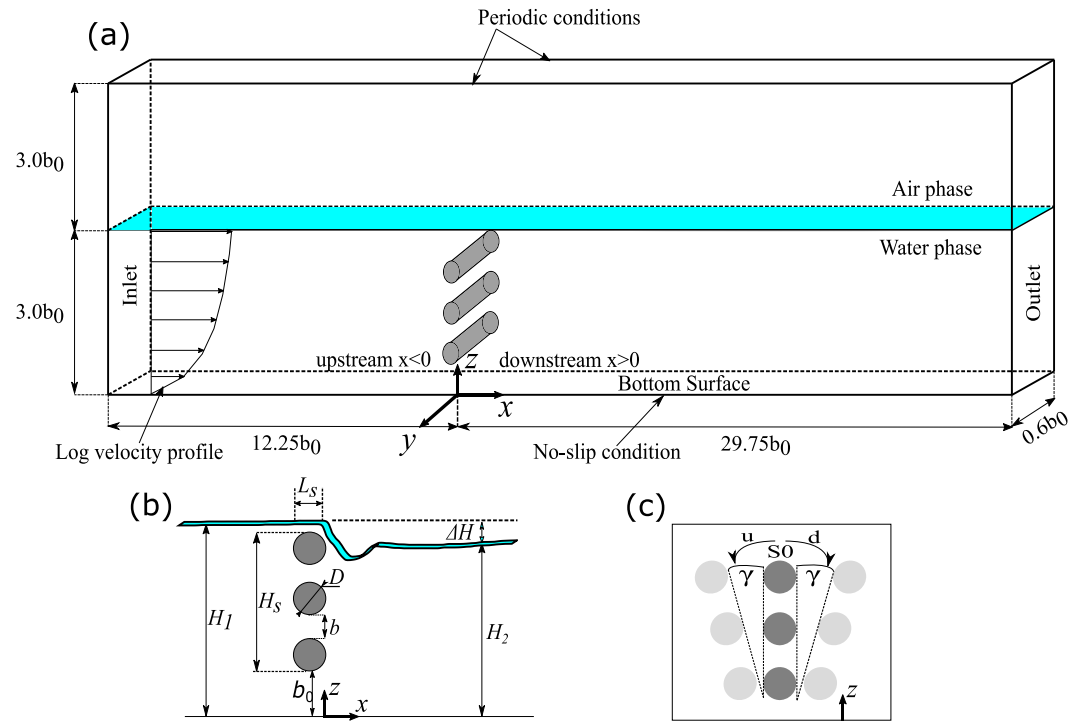 (a)
Periodic conditions
3.0b0
Air phase
Water phase
Inlet
Outlet
3.0b0
upstream x<0
downstream x>0
z
Bottom Surface
x
y
12.25b0
29.75b0
0.6b0
Log velocity profile
No-slip condition
(b)
Ls
ΔH
D
Hs
H1
b
H2
b0
z
x
(c)
u
d
S0
γ
γ
z